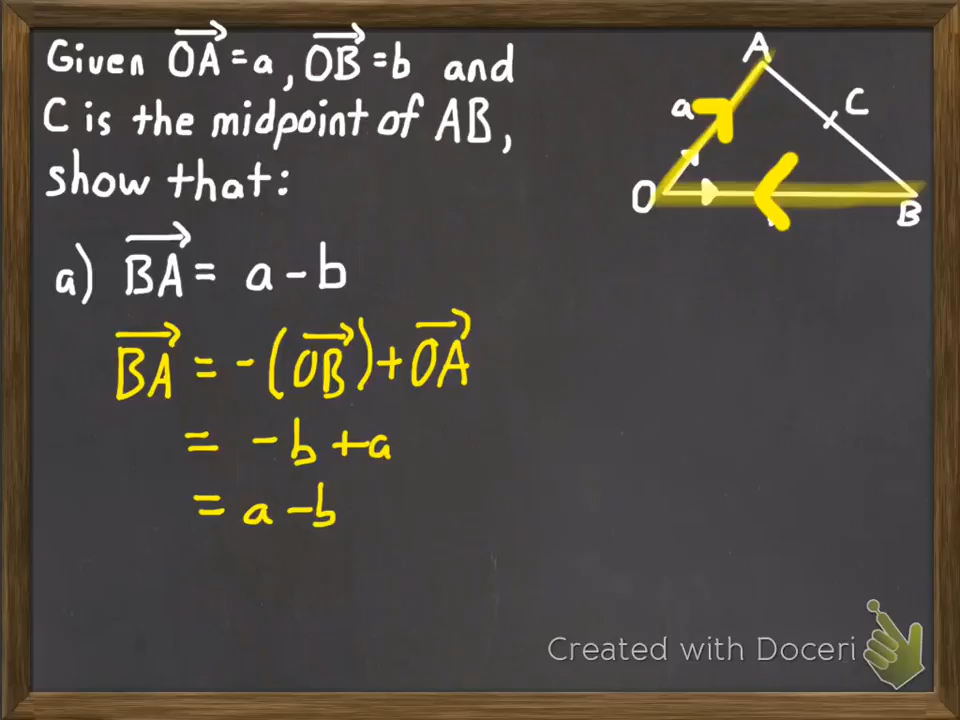 Given →OA = a, →OB = b and
C is the midpoint of AB,
show that:
a) →BA = a - b
→BA = -(→OB) + →OA
= -b + a
= a - b
A
a
C
O
B
Created with Doceri